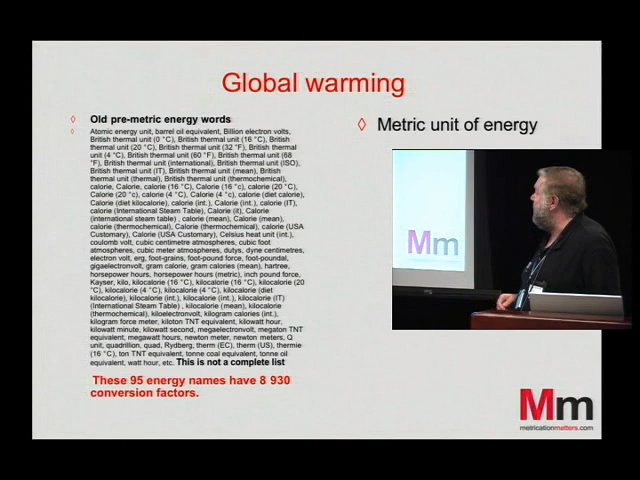 Global warming
◊ Old pre-metric energy words
◊ Atomic energy unit, barrel oil equivalent, Billion electron volts,
British thermal unit (0 °C), British thermal unit (16 °C), British
thermal unit (20 °C), British thermal unit (32 °F), British thermal
unit (4 °C), British thermal unit (60 °F), British thermal unit (68
°F), British thermal unit (international), British thermal unit (ISO),
British thermal unit (IT), British thermal unit (mean), British
thermal unit (thermal), British thermal unit (thermochemical),
calorie, Calorie, calorie (16 °C), Calorie (16 °c), calorie (20 °C),
Calorie (20 °c), calorie (4 °C), Calorie (4 °c), calorie (diet calorie),
Calorie (diet kilocalorie), calorie (int.), Calorie (int.), calorie (IT),
calorie (International Steam Table), Calorie (it), Calorie
(international steam table) , calorie (mean), Calorie (mean),
calorie (thermochemical), Calorie (thermochemical), calorie (USA
Customary), Calorie (USA Customary), Celsius heat unit (int.),
coulomb volt, cubic centimetre atmospheres, cubic foot
atmospheres, cubic meter atmospheres, dutys, dyne centimetres,
electron volt, erg, foot-grains, foot-pound force, foot-poundal,
gigaelectronvolt, gram calorie, gram calories (mean), hartree,
horsepower hours, horsepower hours (metric), inch pound force,
Kayser, kilo, kilocalorie (16 °C), kilocalorie (16 °C), kilocalorie (20
°C), kilocalorie (4 °C), kilocalorie (4 °C), kilocalorie (diet
kilocalorie), kilocalorie (int.), kilocalorie (int.), kilocalorie (IT)
(International Steam Table) , kilocalorie (mean), kilocalorie
(thermochemical), kiloelectronvolt, kilogram calories (int.),
kilogram force meter, kiloton TNT equivalent, kilowatt hour,
kilowatt minute, kilowatt second, megaelectronvolt, megaton TNT
equivalent, megawatt hours, newton meter, newton meters, Q
unit, quadrillion, quad, Rydberg, therm (EC), therm (US), thermie
(16 °C), ton TNT equivalent, tonne coal equivalent, tonne oil
equivalent, watt hour, etc. This is not a complete list
These 95 energy names have 8 930
conversion factors.
◊ Metric unit of energy
Mm
Mm
metricationmatters.com